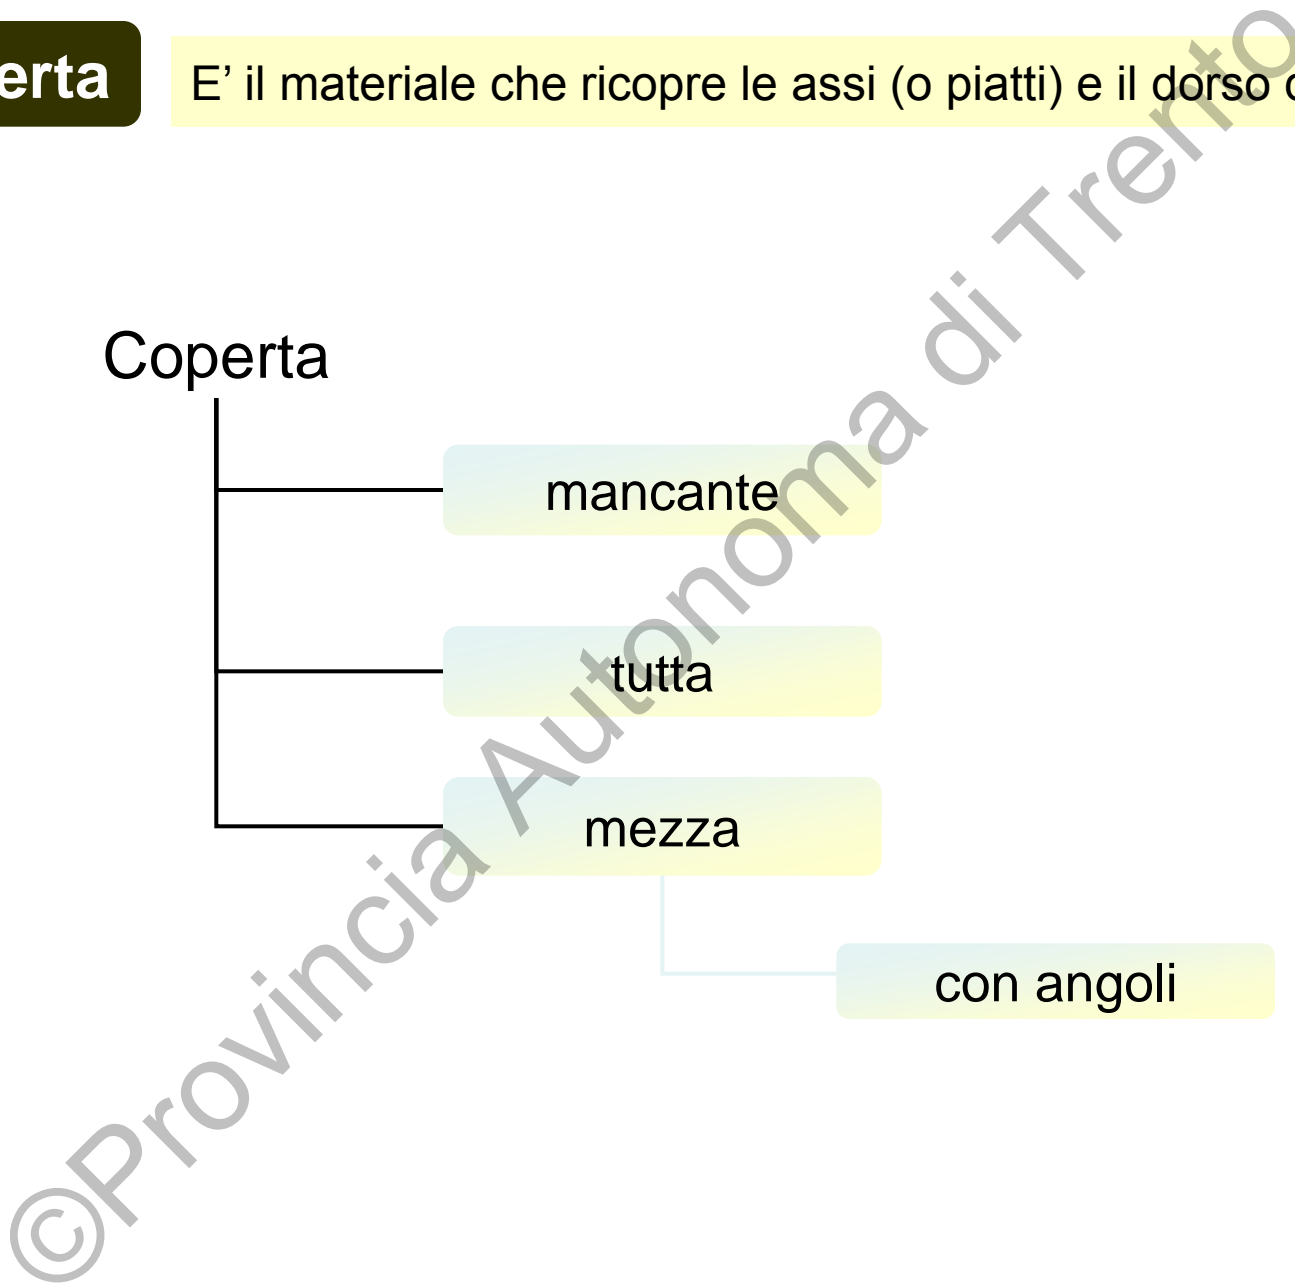 erta
E’ il materiale che ricopre le assi (o piatti) e il dorso
Coperta
mancante
tutta
mezza
con angoli
©Provincia Autonoma di Trento